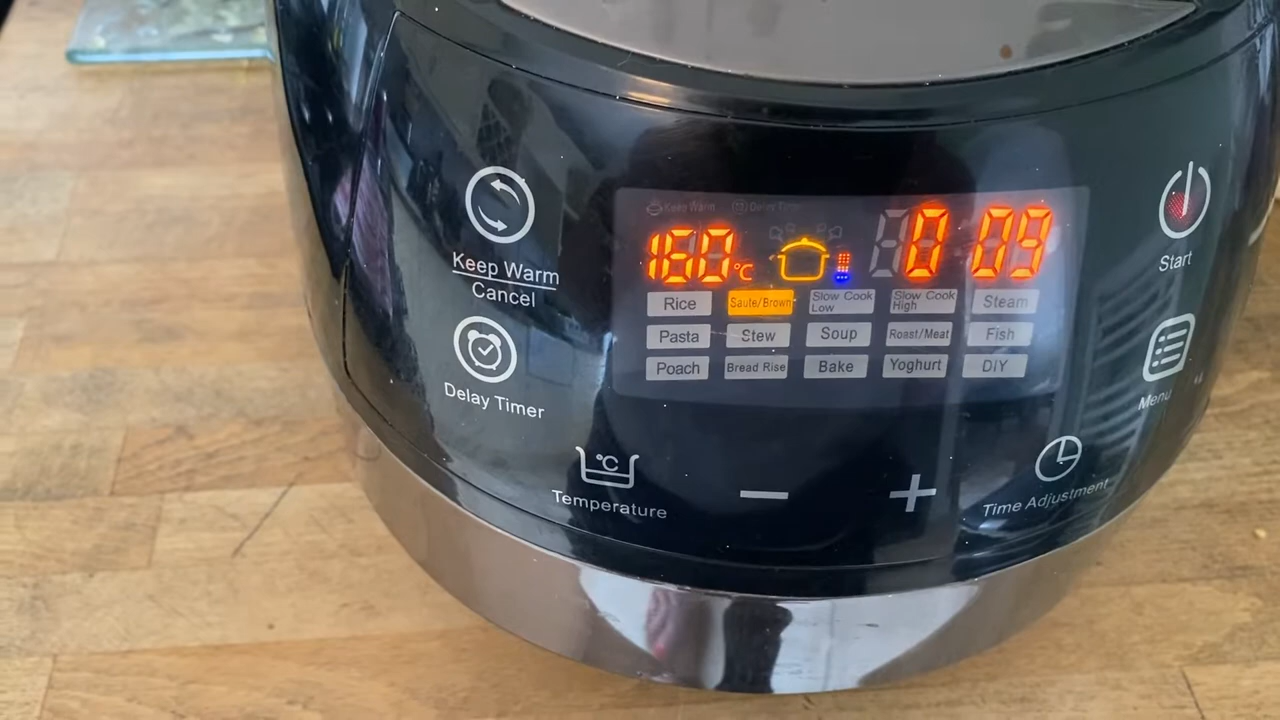 Keep Warm Delay Timer
160°C 0 09
Rice Saute/Brown Slow Cook Low Slow Cook High Steam
Pasta Stew Soup Roast/Meat Fish
Poach Bread Rise Bake Yoghurt DIY
Keep Warm
Cancel
Delay Timer
Temperature
− +
Time Adjustment
Start
Menu